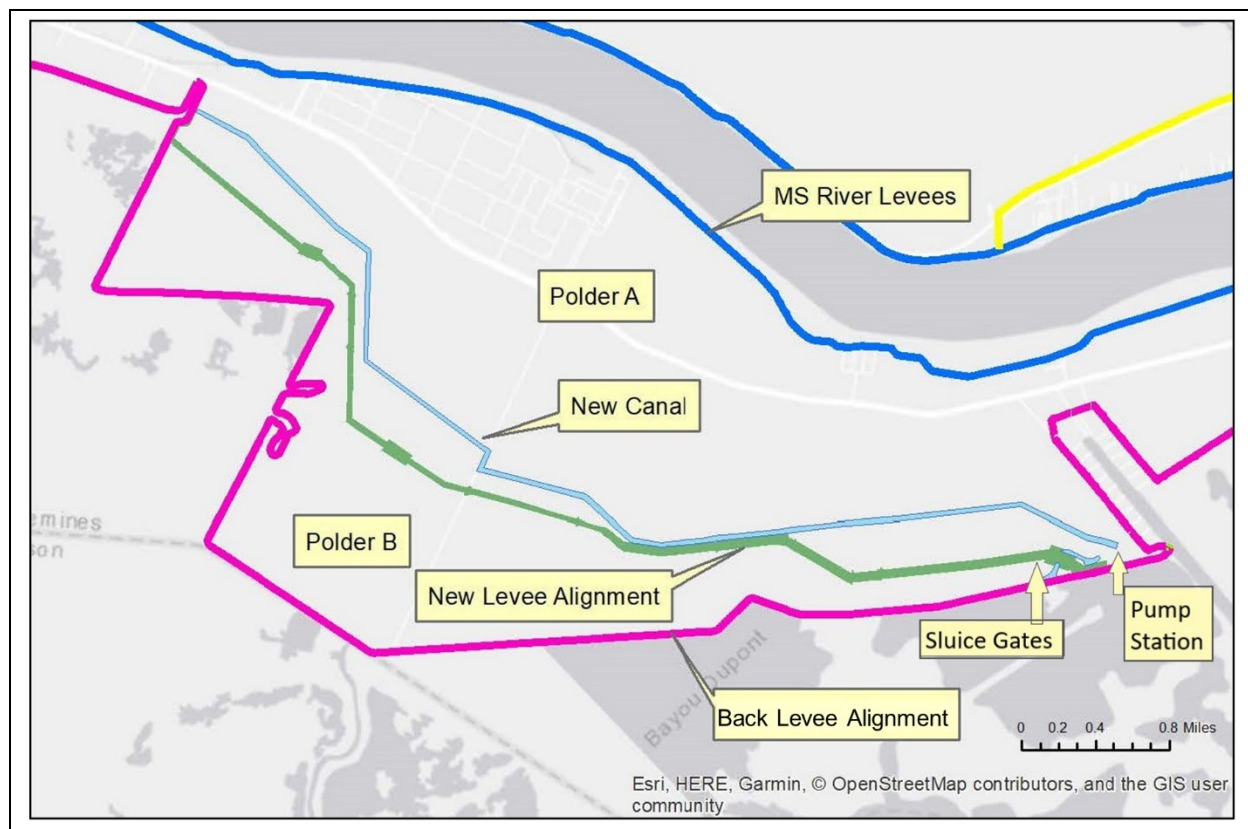 MS River Levees
Polder A
New Canal
emines
son
Polder B
New Levee Alignment
Sluice Gates
Pump
Station
Back Levee Alignment
Bayou Dupont
0 0.2 0.4 0.8 Miles
Esri, HERE, Garmin, © OpenStreetMap contributors, and the GIS user
community